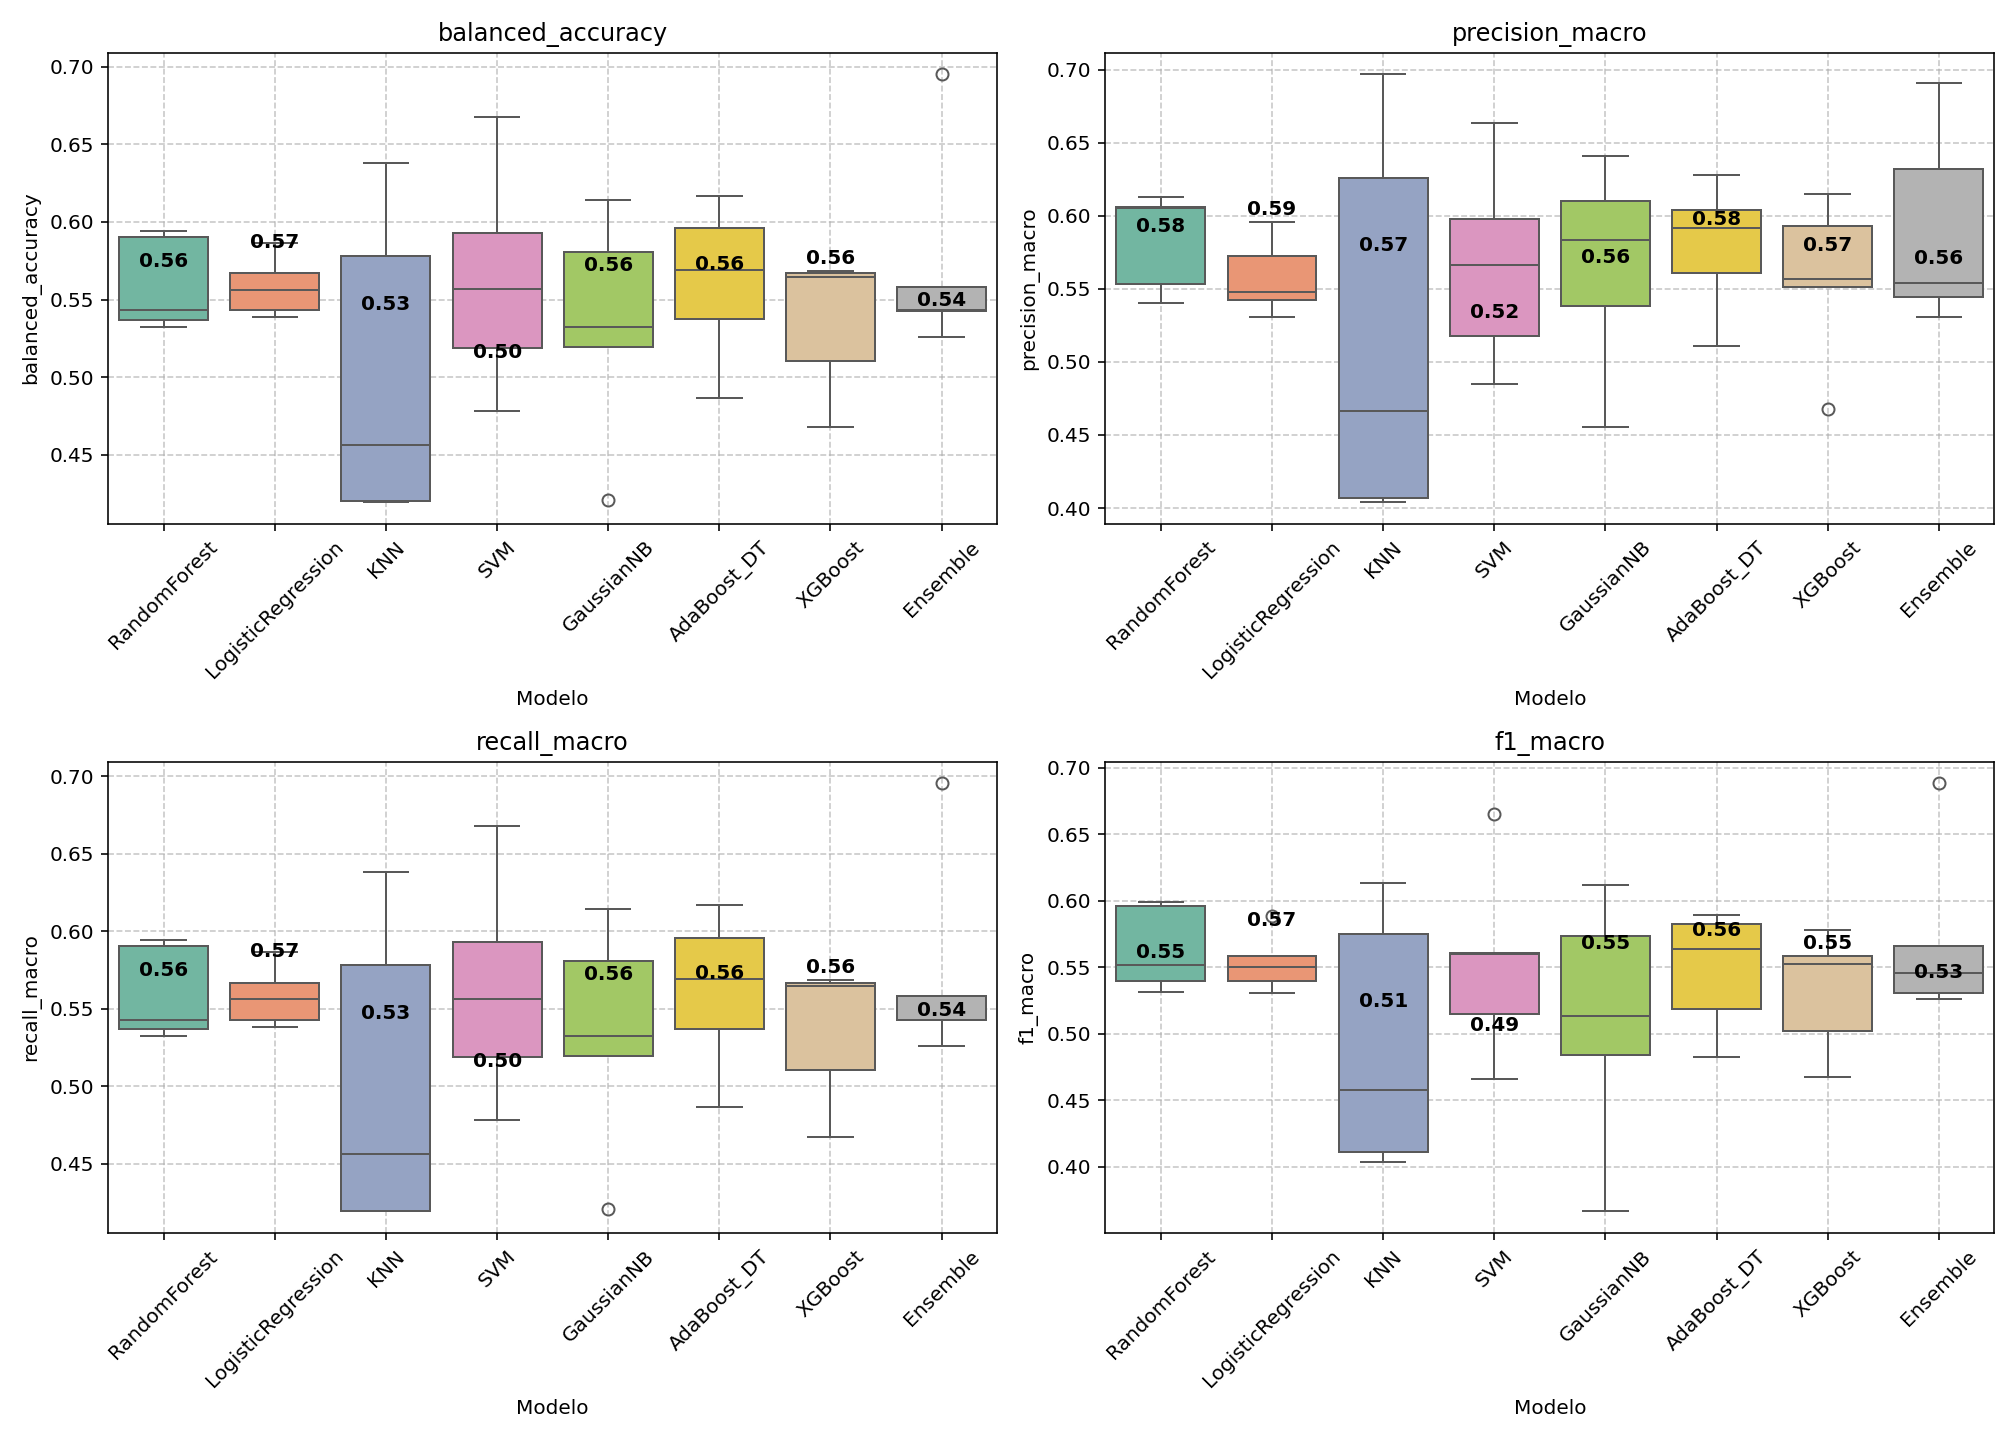 balanced_accuracy
balanced_accuracy
0.70
0.65
0.60
0.55
0.50
0.45
0.56
0.57
0.53
0.50
0.56
0.56
0.56
0.54
RandomForest
LogisticRegression
KNN
SVM
GaussianNB
AdaBoost_DT
XGBoost
Ensemble
Modelo
precision_macro
precision_macro
0.70
0.65
0.60
0.55
0.50
0.45
0.40
0.58
0.59
0.57
0.52
0.56
0.58
0.57
0.56
RandomForest
LogisticRegression
KNN
SVM
GaussianNB
AdaBoost_DT
XGBoost
Ensemble
Modelo
recall_macro
recall_macro
0.70
0.65
0.60
0.55
0.50
0.45
0.56
0.57
0.53
0.50
0.56
0.56
0.56
0.54
RandomForest
LogisticRegression
KNN
SVM
GaussianNB
AdaBoost_DT
XGBoost
Ensemble
Modelo
f1_macro
f1_macro
0.70
0.65
0.60
0.55
0.50
0.45
0.40
0.55
0.57
0.51
0.49
0.55
0.56
0.55
0.53
RandomForest
LogisticRegression
KNN
SVM
GaussianNB
AdaBoost_DT
XGBoost
Ensemble
Modelo